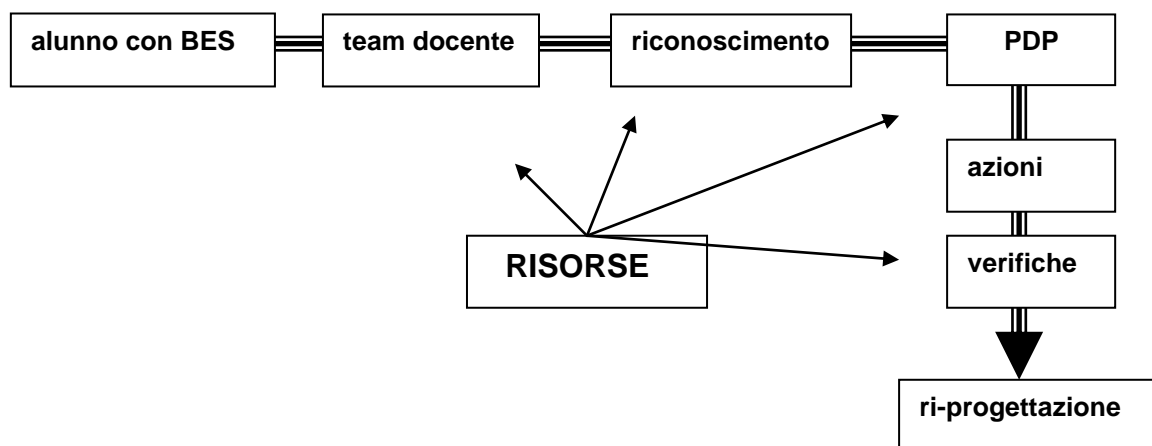 alunno con BES
team docente
riconoscimento
PDP
azioni
RISORSE
verifiche
ri-progettazione